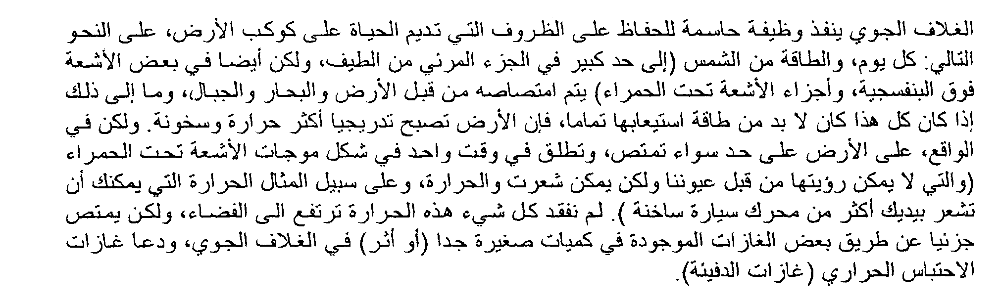 الغلاف الجوي ينفذ وظيفة حاسمة للحفاظ على الظروف التي تديم الحياة على كوكب الأرض، على النحو
التالي: كل يوم، والطاقة من الشمس (إلى حد كبير في الجزء المرئي من الطيف، ولكن أيضا في بعض الأشعة
فوق البنفسجية، وأجزاء الأشعة تحت الحمراء) يتم امتصاصه من قبل الأرض والبحار والجبال، وما إلى ذلك
إذا كان كل هذا كان لا بد من طاقة استيعابها تماما، فإن الأرض تصبح تدريجيا أكثر حرارة وسخونة. ولكن في
الواقع، على الأرض على حد سواء تمتص، وتطلق في وقت واحد في شكل موجات الأشعة تحت الحمراء
(والتي لا يمكن رؤيتها من قبل عيوننا ولكن يمكن شعرت والحرارة، وعلى سبيل المثال الحرارة التي يمكنك أن
تشعر بيديك أكثر من محرك سيارة ساخنة ). لم نفقد كل شيء هذه الحرارة ترتفع الى الفضاء، ولكن يمتص
جزئيا عن طريق بعض الغازات الموجودة في كميات صغيرة جدا (أو أثر) في الغلاف الجوي، ودعا غازات
الاحتباس الحراري (غازات الدفيئة).